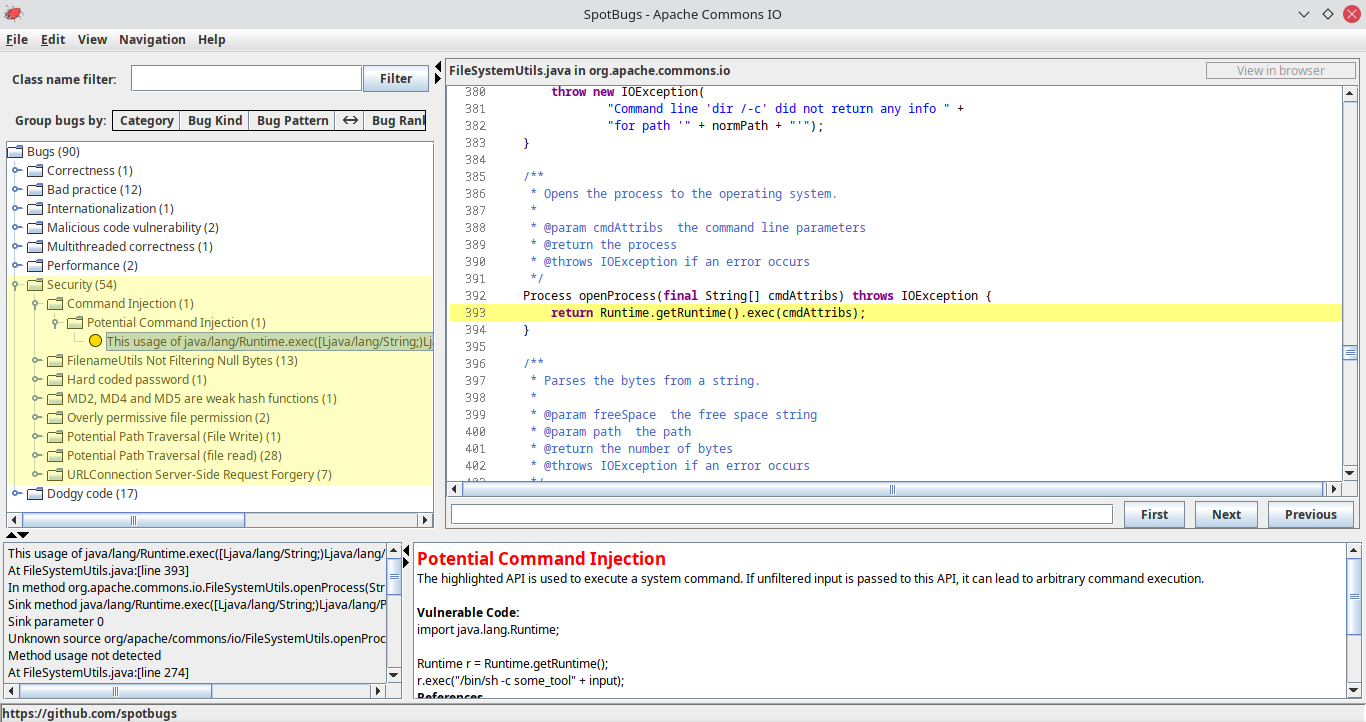 SpotBugs - Apache Commons IO
File Edit View Navigation Help
Class name filter: Filter
Group bugs by: Category Bug Kind Bug Pattern ↔ Bug Rank
Bugs (90)
Correctness (1)
Bad practice (12)
Internationalization (1)
Malicious code vulnerability (2)
Multithreaded correctness (1)
Performance (2)
Security (54)
Command Injection (1)
Potential Command Injection (1)
This usage of java/lang/Runtime.exec([Ljava/lang/String;)Lj
FilenameUtils Not Filtering Null Bytes (13)
Hard coded password (1)
MD2, MD4 and MD5 are weak hash functions (1)
Overly permissive file permission (2)
Potential Path Traversal (File Write) (1)
Potential Path Traversal (file read) (28)
URLConnection Server-Side Request Forgery (7)
Dodgy code (17)
FileSystemUtils.java in org.apache.commons.io View in browser
380 throw new IOException(
381 "Command line 'dir /-c' did not return any info " +
382 "for path '" + normPath + "'");
383 }
384
385 /**
386 * Opens the process to the operating system.
387 *
388 * @param cmdAttribs the command line parameters
389 * @return the process
390 * @throws IOException if an error occurs
391 */
392 Process openProcess(final String[] cmdAttribs) throws IOException {
393 return Runtime.getRuntime().exec(cmdAttribs);
394 }
395
396 /**
397 * Parses the bytes from a string.
398 *
399 * @param freeSpace the free space string
400 * @param path the path
401 * @return the number of bytes
402 * @throws IOException if an error occurs
403 */
First Next Previous
This usage of java/lang/Runtime.exec([Ljava/lang/String;)Ljava/lang/
At FileSystemUtils.java:[line 393]
In method org.apache.commons.io.FileSystemUtils.openProcess(Str
Sink method java/lang/Runtime.exec([Ljava/lang/String;)Ljava/lang/P
Sink parameter 0
Unknown source org/apache/commons/io/FileSystemUtils.openProc
Method usage not detected
At FileSystemUtils.java:[line 274]
Potential Command Injection
The highlighted API is used to execute a system command. If unfiltered input is passed to this API, it can lead to arbitrary command execution.
Vulnerable Code:
import java.lang.Runtime;
Runtime r = Runtime.getRuntime();
r.exec("/bin/sh -c some_tool" + input);
References
https://github.com/spotbugs